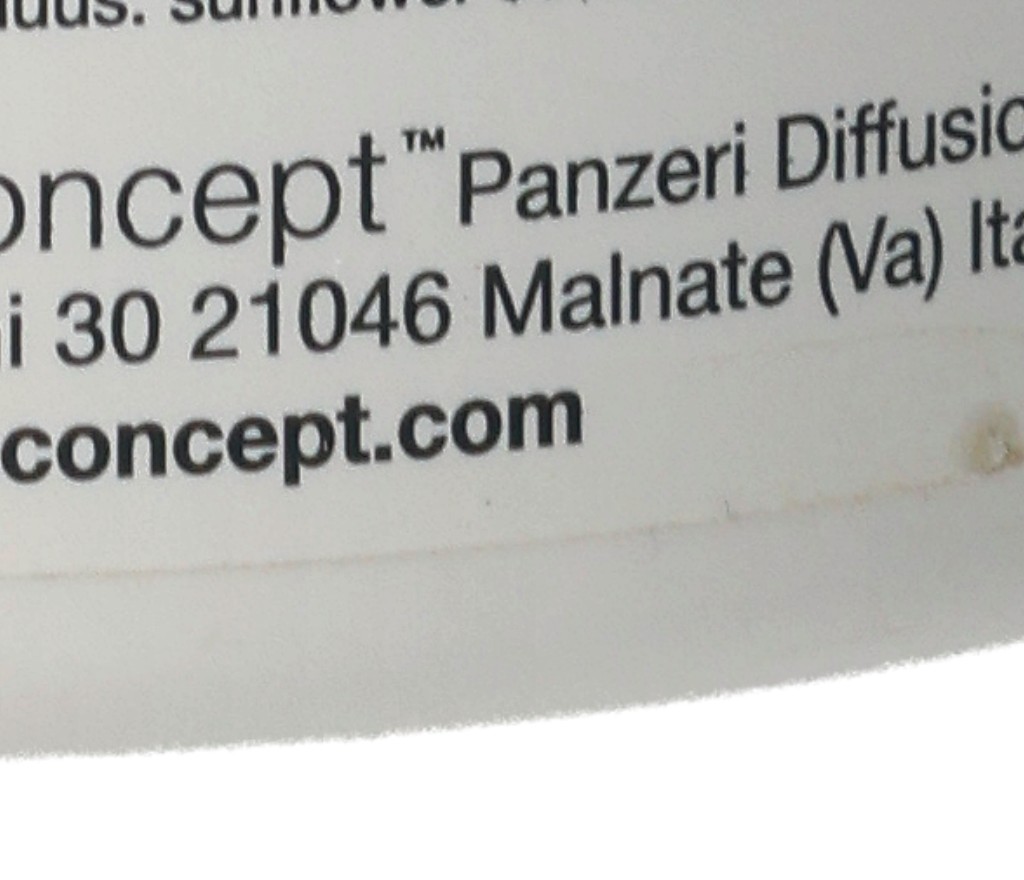 oncept™ Panzeri Diffusio
i 30 21046 Malnate (Va) Ita
concept.com